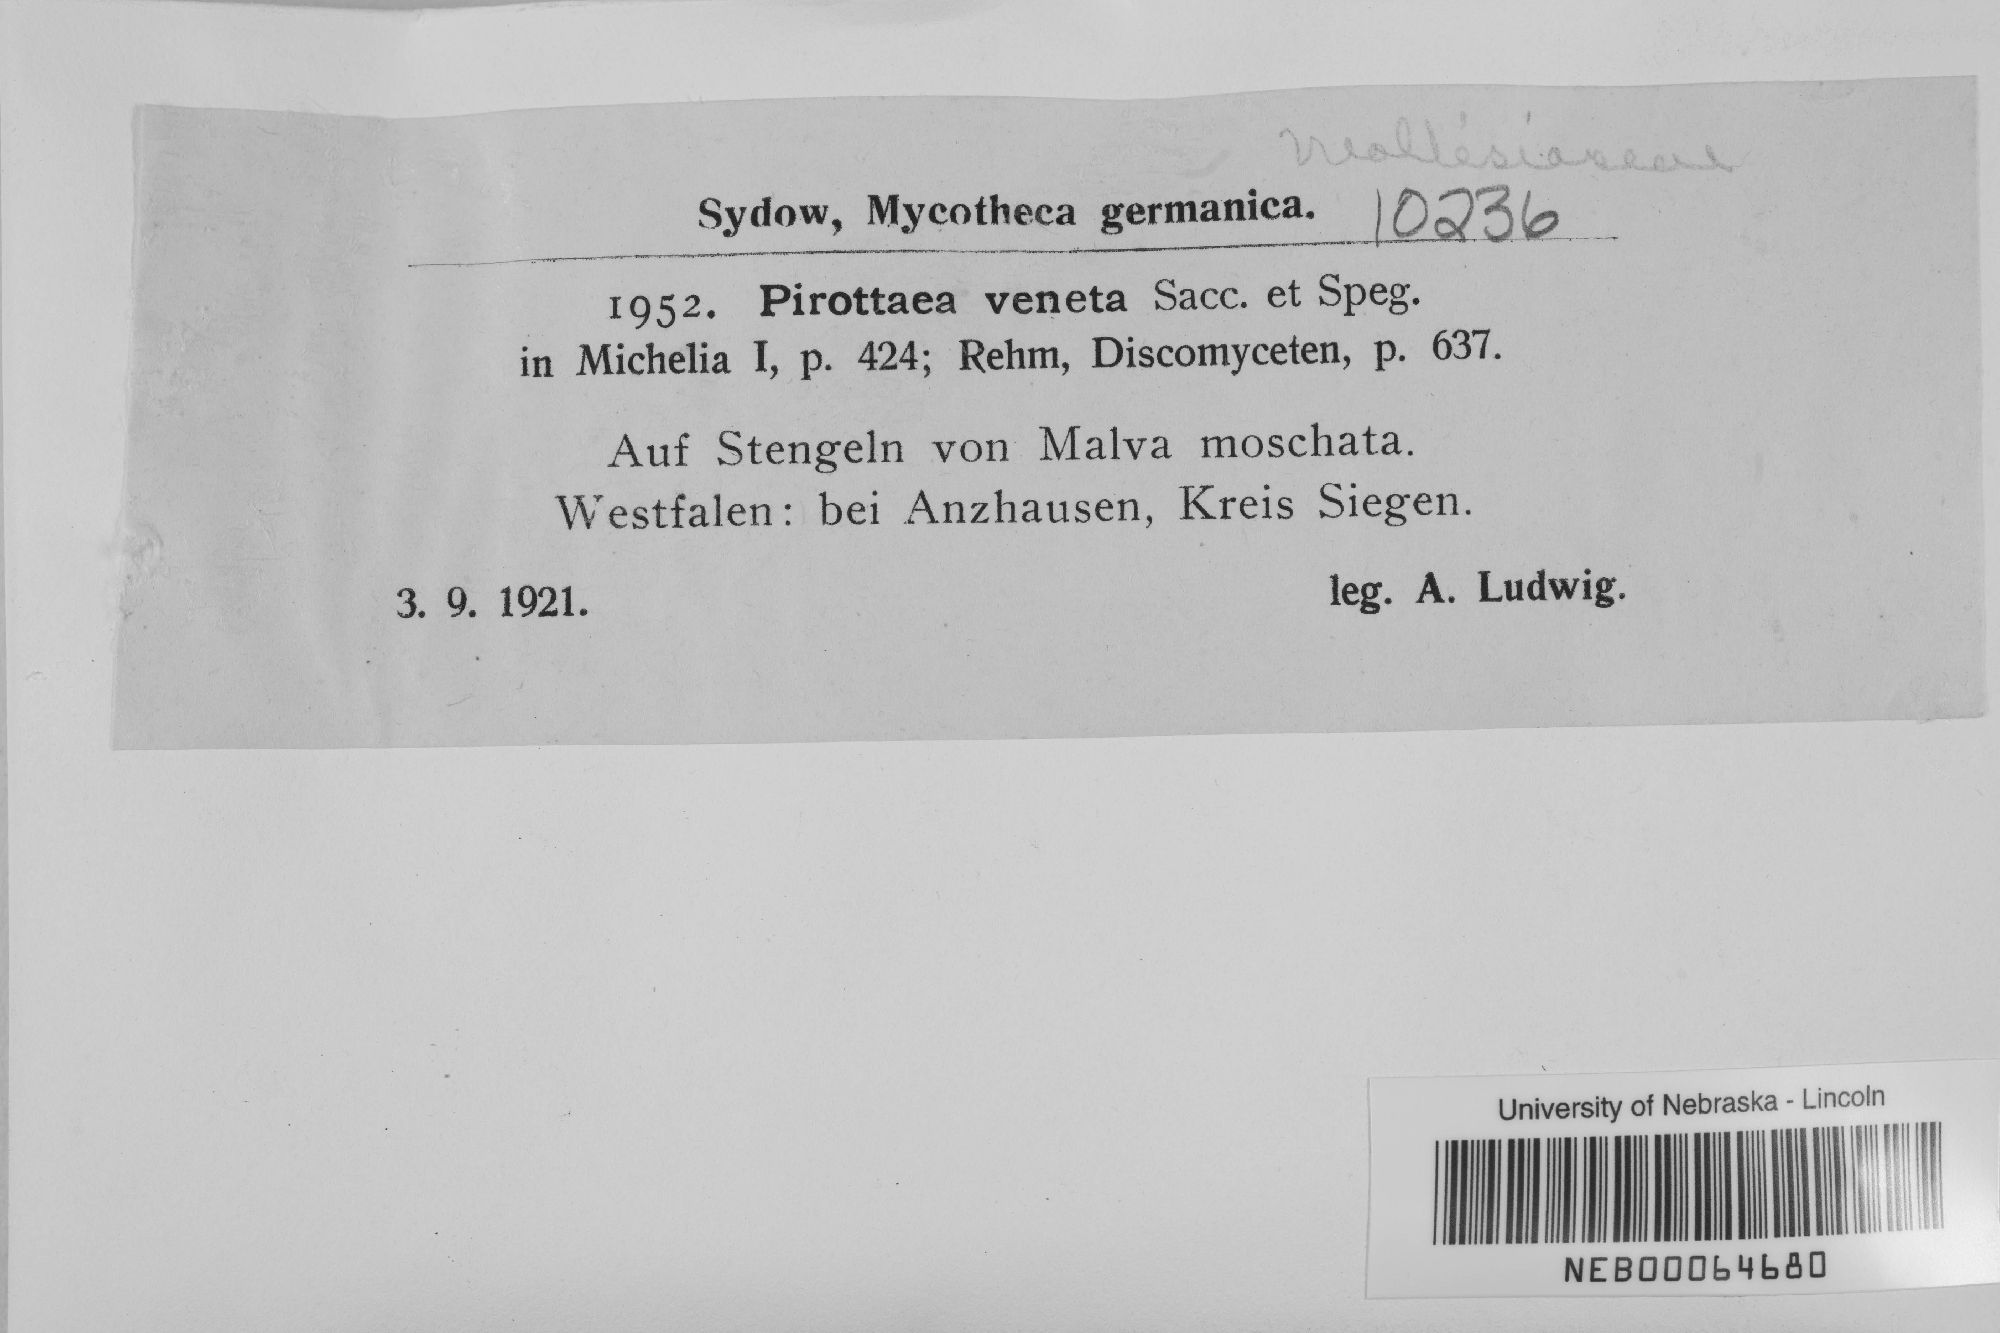 Mollisiaceae
Sydow, Mycotheca germanica. 10236
1952. Pirottaea veneta Sacc. et Speg.
in Michelia I, p. 424; Rehm, Discomyceten, p. 637.
Auf Stengeln von Malva moschata.
Westfalen: bei Anzhausen, Kreis Siegen.
3. 9. 1921. leg. A. Ludwig.
University of Nebraska - Lincoln
NEB00064680